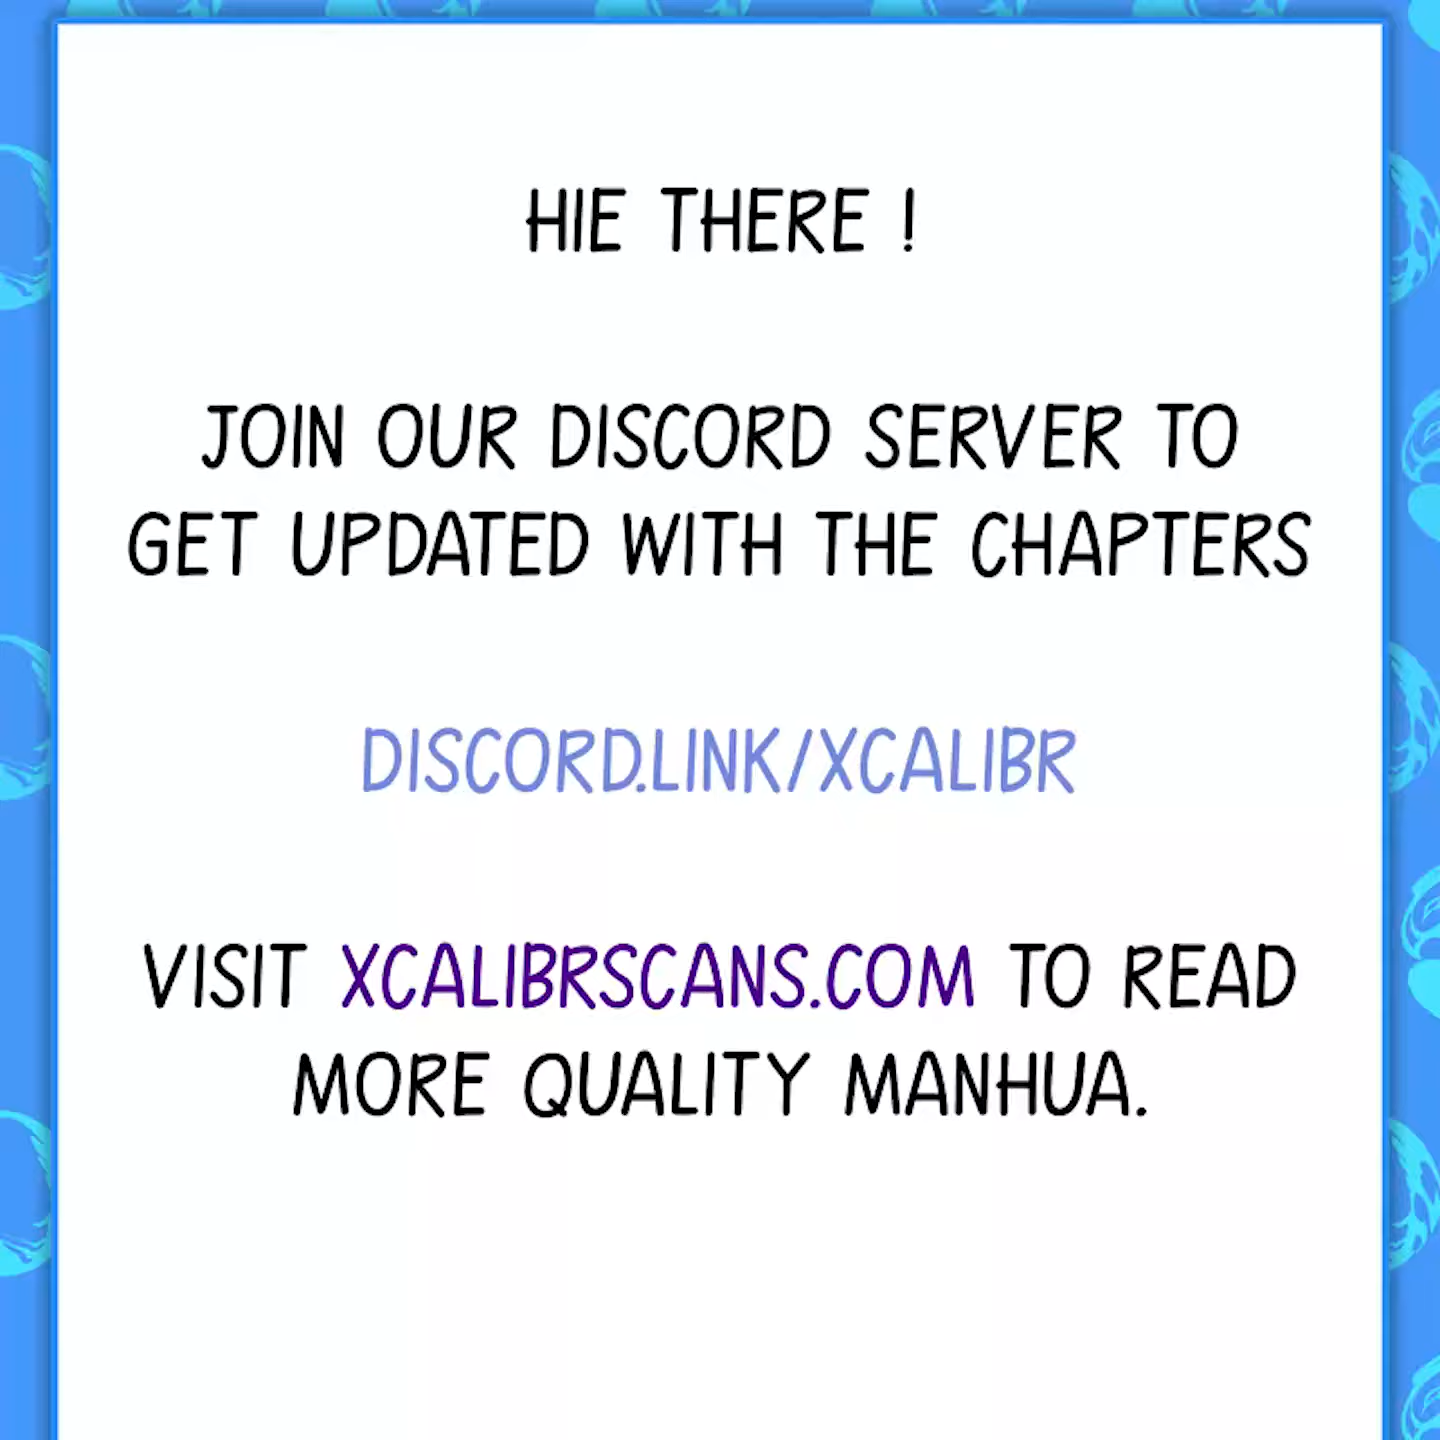 HIE THERE !
JOIN OUR DISCORD SERVER TO
GET UPDATED WITH THE CHAPTERS
DISCORD.LINK/XCALIBR
VISIT XCALIBRSCANS.COM TO READ
MORE QUALITY MANHUA.